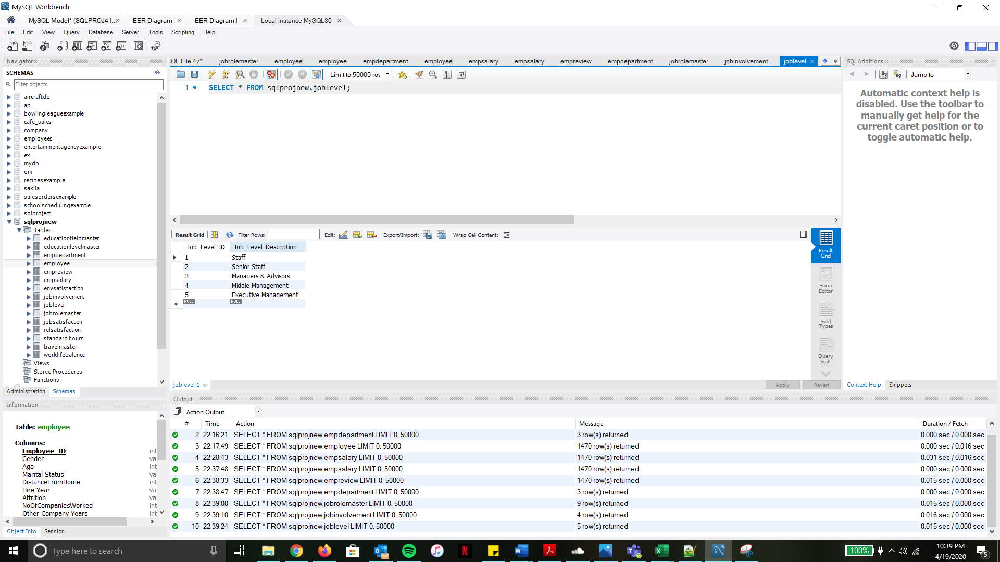 MySQL Workbench
MySQL Model* (SQLPROJ41... EER Diagram EER Diagram1 Local instance MySQL80
File Edit View Query Database Server Tools Scripting Help
Navigator
SCHEMAS
Filter objects
aircraftdb
ap
bowlingleagueexample
cafe_sales
company
employees
entertainmentagencyexample
ex
mydb
om
recipesexample
sakila
salesordersexample
schoolschedulingexample
sqlproject
sqlprojnew
Tables
educationfieldmaster
educationlevelmaster
empdepartment
employee
empreview
empsalary
envsatisfaction
jobinvolvement
joblevel
jobrolemaster
jobsatisfaction
relsatisfaction
standard hours
travelmaster
worklifebalance
Views
Stored Procedures
Functions
Administration Schemas
Information
Table: employee
Columns:
Employee_ID int
Gender va
Age int
Marital Status va
DistanceFromHome int
Hire Year va
Attrition va
NoOfCompaniesWorked int
Other Company Years int
Object Info Session
SQL File 47* jobrolemaster employee employee empdepartment employee empsalary empsalary empreview empdepartment jobrolemaster jobinvolvement joblevel
Limit to 50000 rov
1 SELECT * FROM sqlprojnew.joblevel;
Result Grid Filter Rows: Edit: Export/Import: Wrap Cell Content:
Job_Level_ID Job_Level_Description
1 Staff
2 Senior Staff
3 Managers & Advisors
4 Middle Management
5 Executive Management
NULL NULL
Result
Grid
Form
Editor
Field
Types
Query
Stats
joblevel 1 Apply Revert
SQLAdditions
Jump to
Automatic context help is
disabled. Use the toolbar to
manually get help for the
current caret position or to
toggle automatic help.
Context Help Snippets
Output
Action Output
# Time Action Message Duration / Fetch
2 22:16:21 SELECT * FROM sqlprojnew.empdepartment LIMIT 0, 50000 3 row(s) returned 0.000 sec / 0.000 sec
3 22:17:49 SELECT * FROM sqlprojnew.employee LIMIT 0, 50000 1470 row(s) returned 0.000 sec / 0.016 sec
4 22:28:43 SELECT * FROM sqlprojnew.empsalary LIMIT 0, 50000 1470 row(s) returned 0.031 sec / 0.016 sec
5 22:37:48 SELECT * FROM sqlprojnew.empsalary LIMIT 0, 50000 1470 row(s) returned 0.000 sec / 0.000 sec
6 22:38:33 SELECT * FROM sqlprojnew.empreview LIMIT 0, 50000 1470 row(s) returned 0.015 sec / 0.000 sec
7 22:38:47 SELECT * FROM sqlprojnew.empdepartment LIMIT 0, 50000 3 row(s) returned 0.000 sec / 0.000 sec
8 22:39:00 SELECT * FROM sqlprojnew.jobrolemaster LIMIT 0, 50000 9 row(s) returned 0.015 sec / 0.000 sec
9 22:39:10 SELECT * FROM sqlprojnew.jobinvolvement LIMIT 0, 50000 4 row(s) returned 0.016 sec / 0.000 sec
10 22:39:24 SELECT * FROM sqlprojnew.joblevel LIMIT 0, 50000 5 row(s) returned 0.015 sec / 0.000 sec
Type here to search
100%
10:39 PM
4/19/2020
5